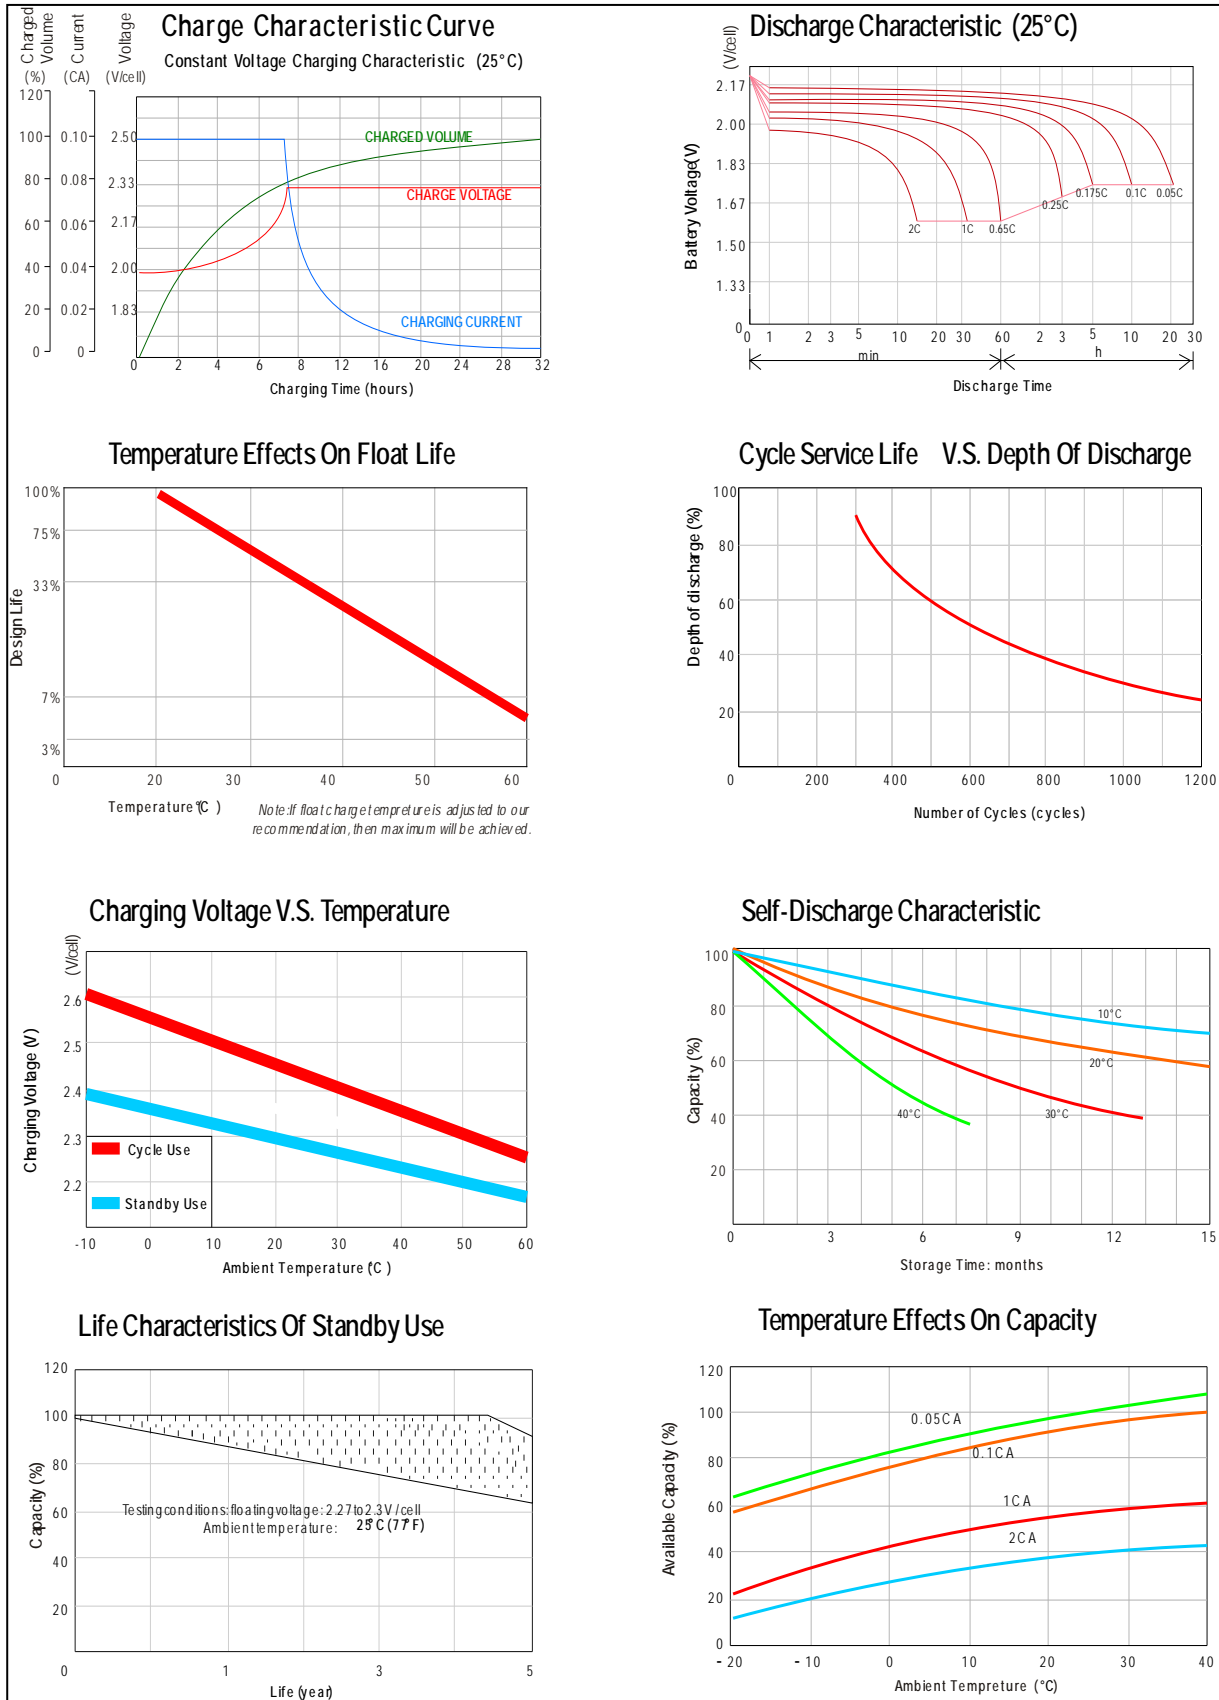 Charge Characteristic Curve
Constant Voltage Charging Characteristic (25°C)
Charged Volume
Current
Voltage
(%) (CA) (V/cell)
120
100 0.10 2.50
80 0.08 2.33
60 0.06 2.17
40 0.04 2.00
20 0.02 1.83
0 0
CHARGED VOLUME
CHARGE VOLTAGE
CHARGING CURRENT
0 2 4 6 8 10 12 16 20 24 28 32
Charging Time (hours)
Discharge Characteristic (25°C)
(V/cell)
Battery Voltage(V)
2.17
2.00
1.83
1.67
1.50
1.33
0
2C 1C 0.65C 0.25C 0.175C 0.1C 0.05C
0 1 2 3 5 10 20 30 60 2 3 5 10 20 30
min h
Discharge Time
Temperature Effects On Float Life
Design Life
100%
75%
33%
7%
3%
0 20 30 40 50 60
Temperature (°C )
Note:If float charge tempreture is adjusted to our
recommendation, then maximum will be achieved.
Cycle Service Life V.S. Depth Of Discharge
Depth of discharge (%)
100
80
60
40
20
0 200 400 600 800 1000 1200
Number of Cycles (cycles)
Charging Voltage V.S. Temperature
(V/cell)
Charging Voltage (V)
2.6
2.5
2.4
2.3
2.2
Cycle Use
Standby Use
-10 0 10 20 30 40 50 60
Ambient Temperature (°C )
Self-Discharge Characteristic
Capacity (%)
100
80
60
40
20
10°C
20°C
30°C
40°C
0 3 6 9 12 15
Storage Time: months
Life Characteristics Of Standby Use
Capacity (%)
120
100
80
60
40
20
Testing conditions: floating voltage: 2.27 to 2.3 V /cell
Ambient temperature: 25°C (77°F)
0 1 3 5
Life (year)
Temperature Effects On Capacity
Available Capacity (%)
120
100
80
60
40
20
0
0.05CA
0.1CA
1CA
2CA
-20 -10 0 10 20 30 40
Ambient Tempreture (°C)